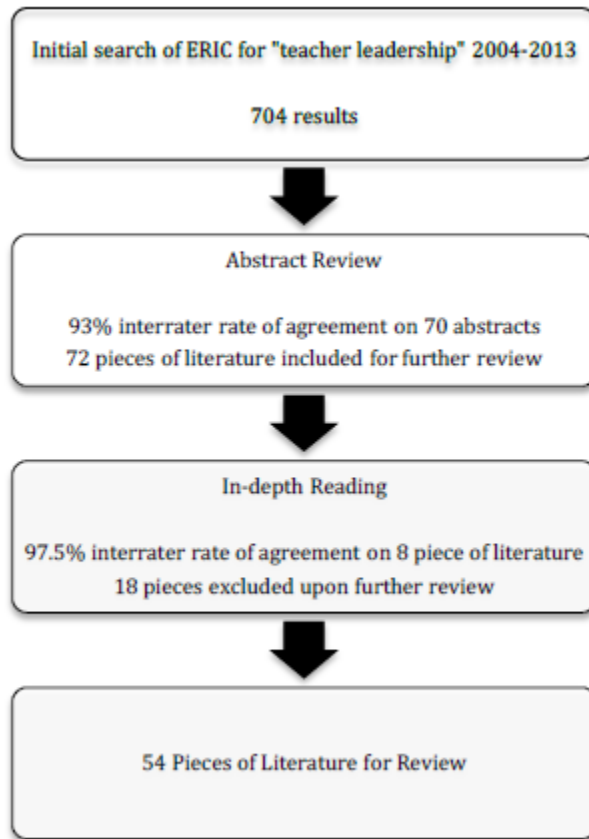 Initial search of ERIC for "teacher leadership" 2004-2013
704 results
Abstract Review
93% interrater rate of agreement on 70 abstracts
72 pieces of literature included for further review
In-depth Reading
97.5% interrater rate of agreement on 8 piece of literature
18 pieces excluded upon further review
54 Pieces of Literature for Review